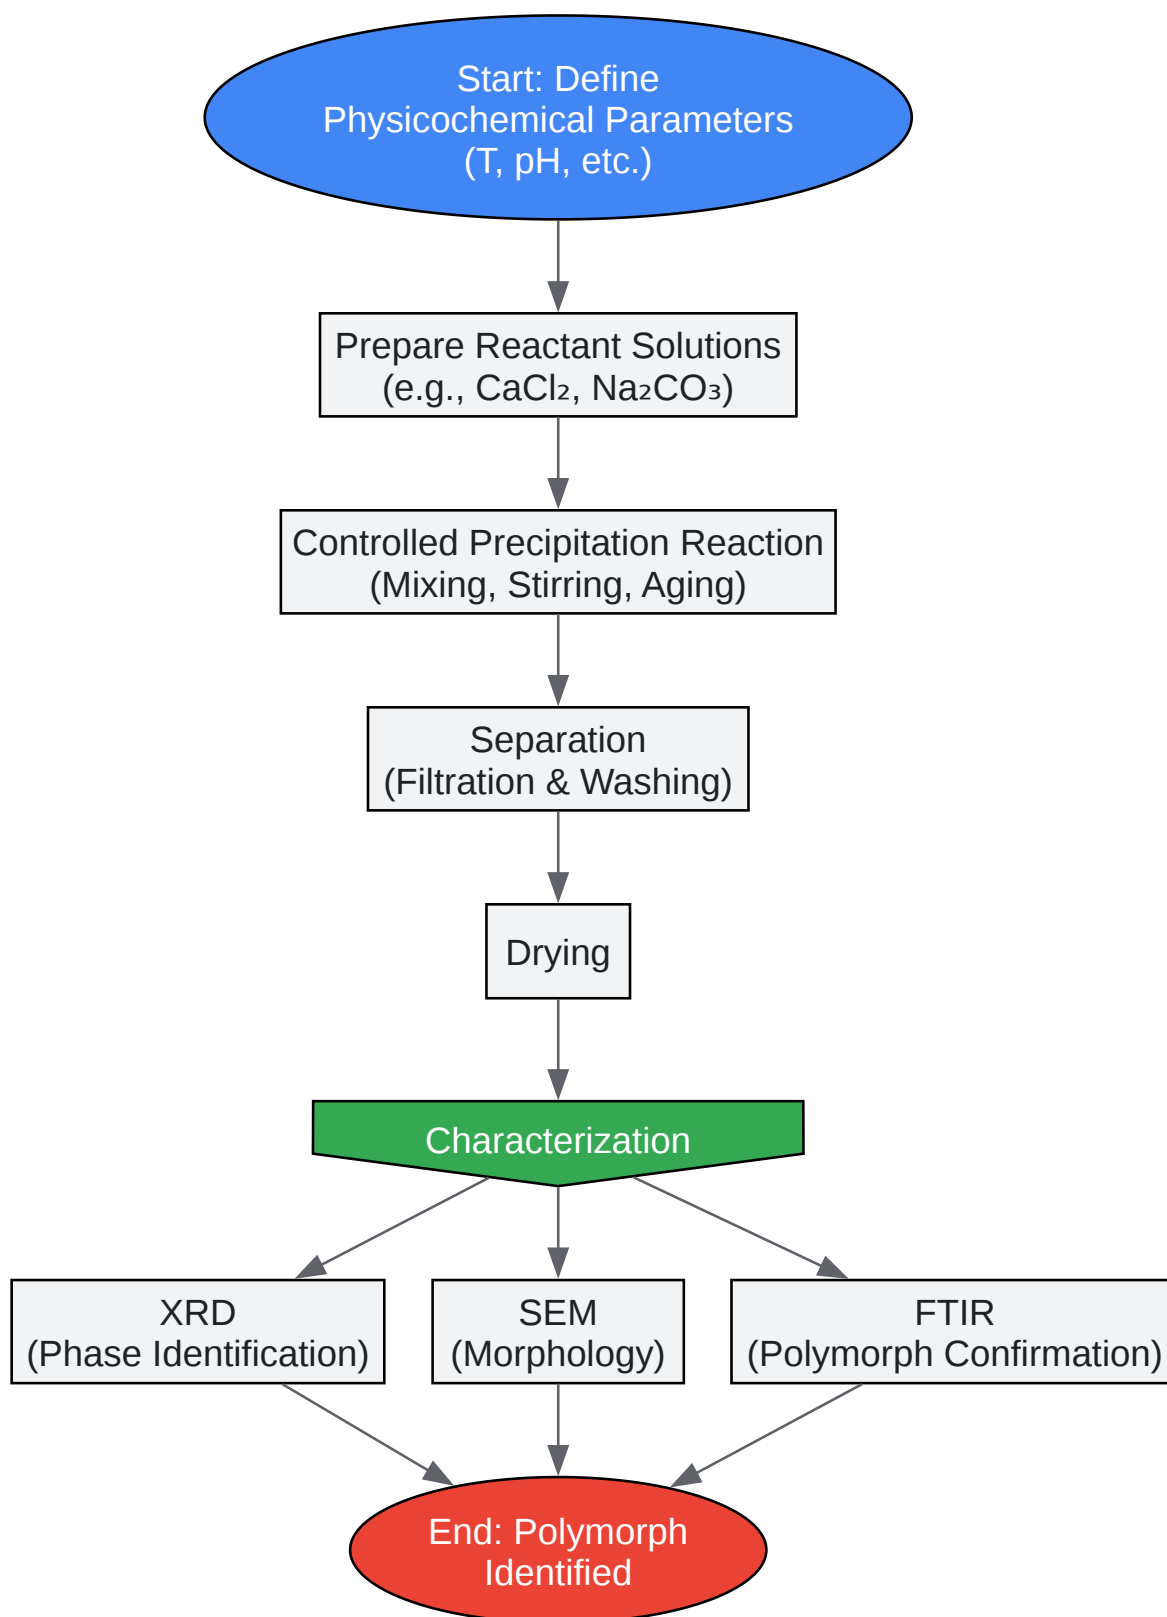 Start: Define
Physicochemical Parameters
(T, pH, etc.)
Prepare Reactant Solutions
(e.g., CaCl₂, Na₂CO₃)
Controlled Precipitation Reaction
(Mixing, Stirring, Aging)
Separation
(Filtration & Washing)
Drying
Characterization
XRD
(Phase Identification)
SEM
(Morphology)
FTIR
(Polymorph Confirmation)
End: Polymorph
Identified